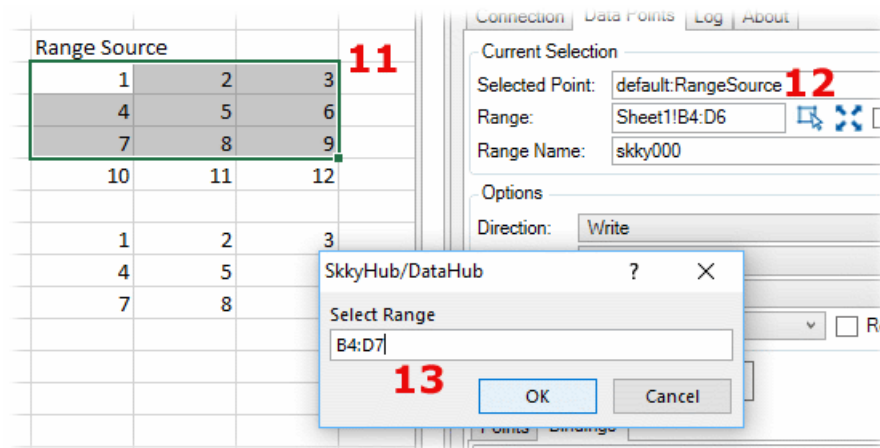 Connection Data Points Log About
Range Source
11
Current Selection
1 2 3
Selected Point: default:RangeSource
12
4 5 6
Range: Sheet1!B4:D6
7 8 9
Range Name: skky000
10 11 12
Options
Direction: Write
1 2 3
4 5
7 8
SkkyHub/DataHub ? ×
Select Range
B4:D7
13
OK Cancel
Points Bindings